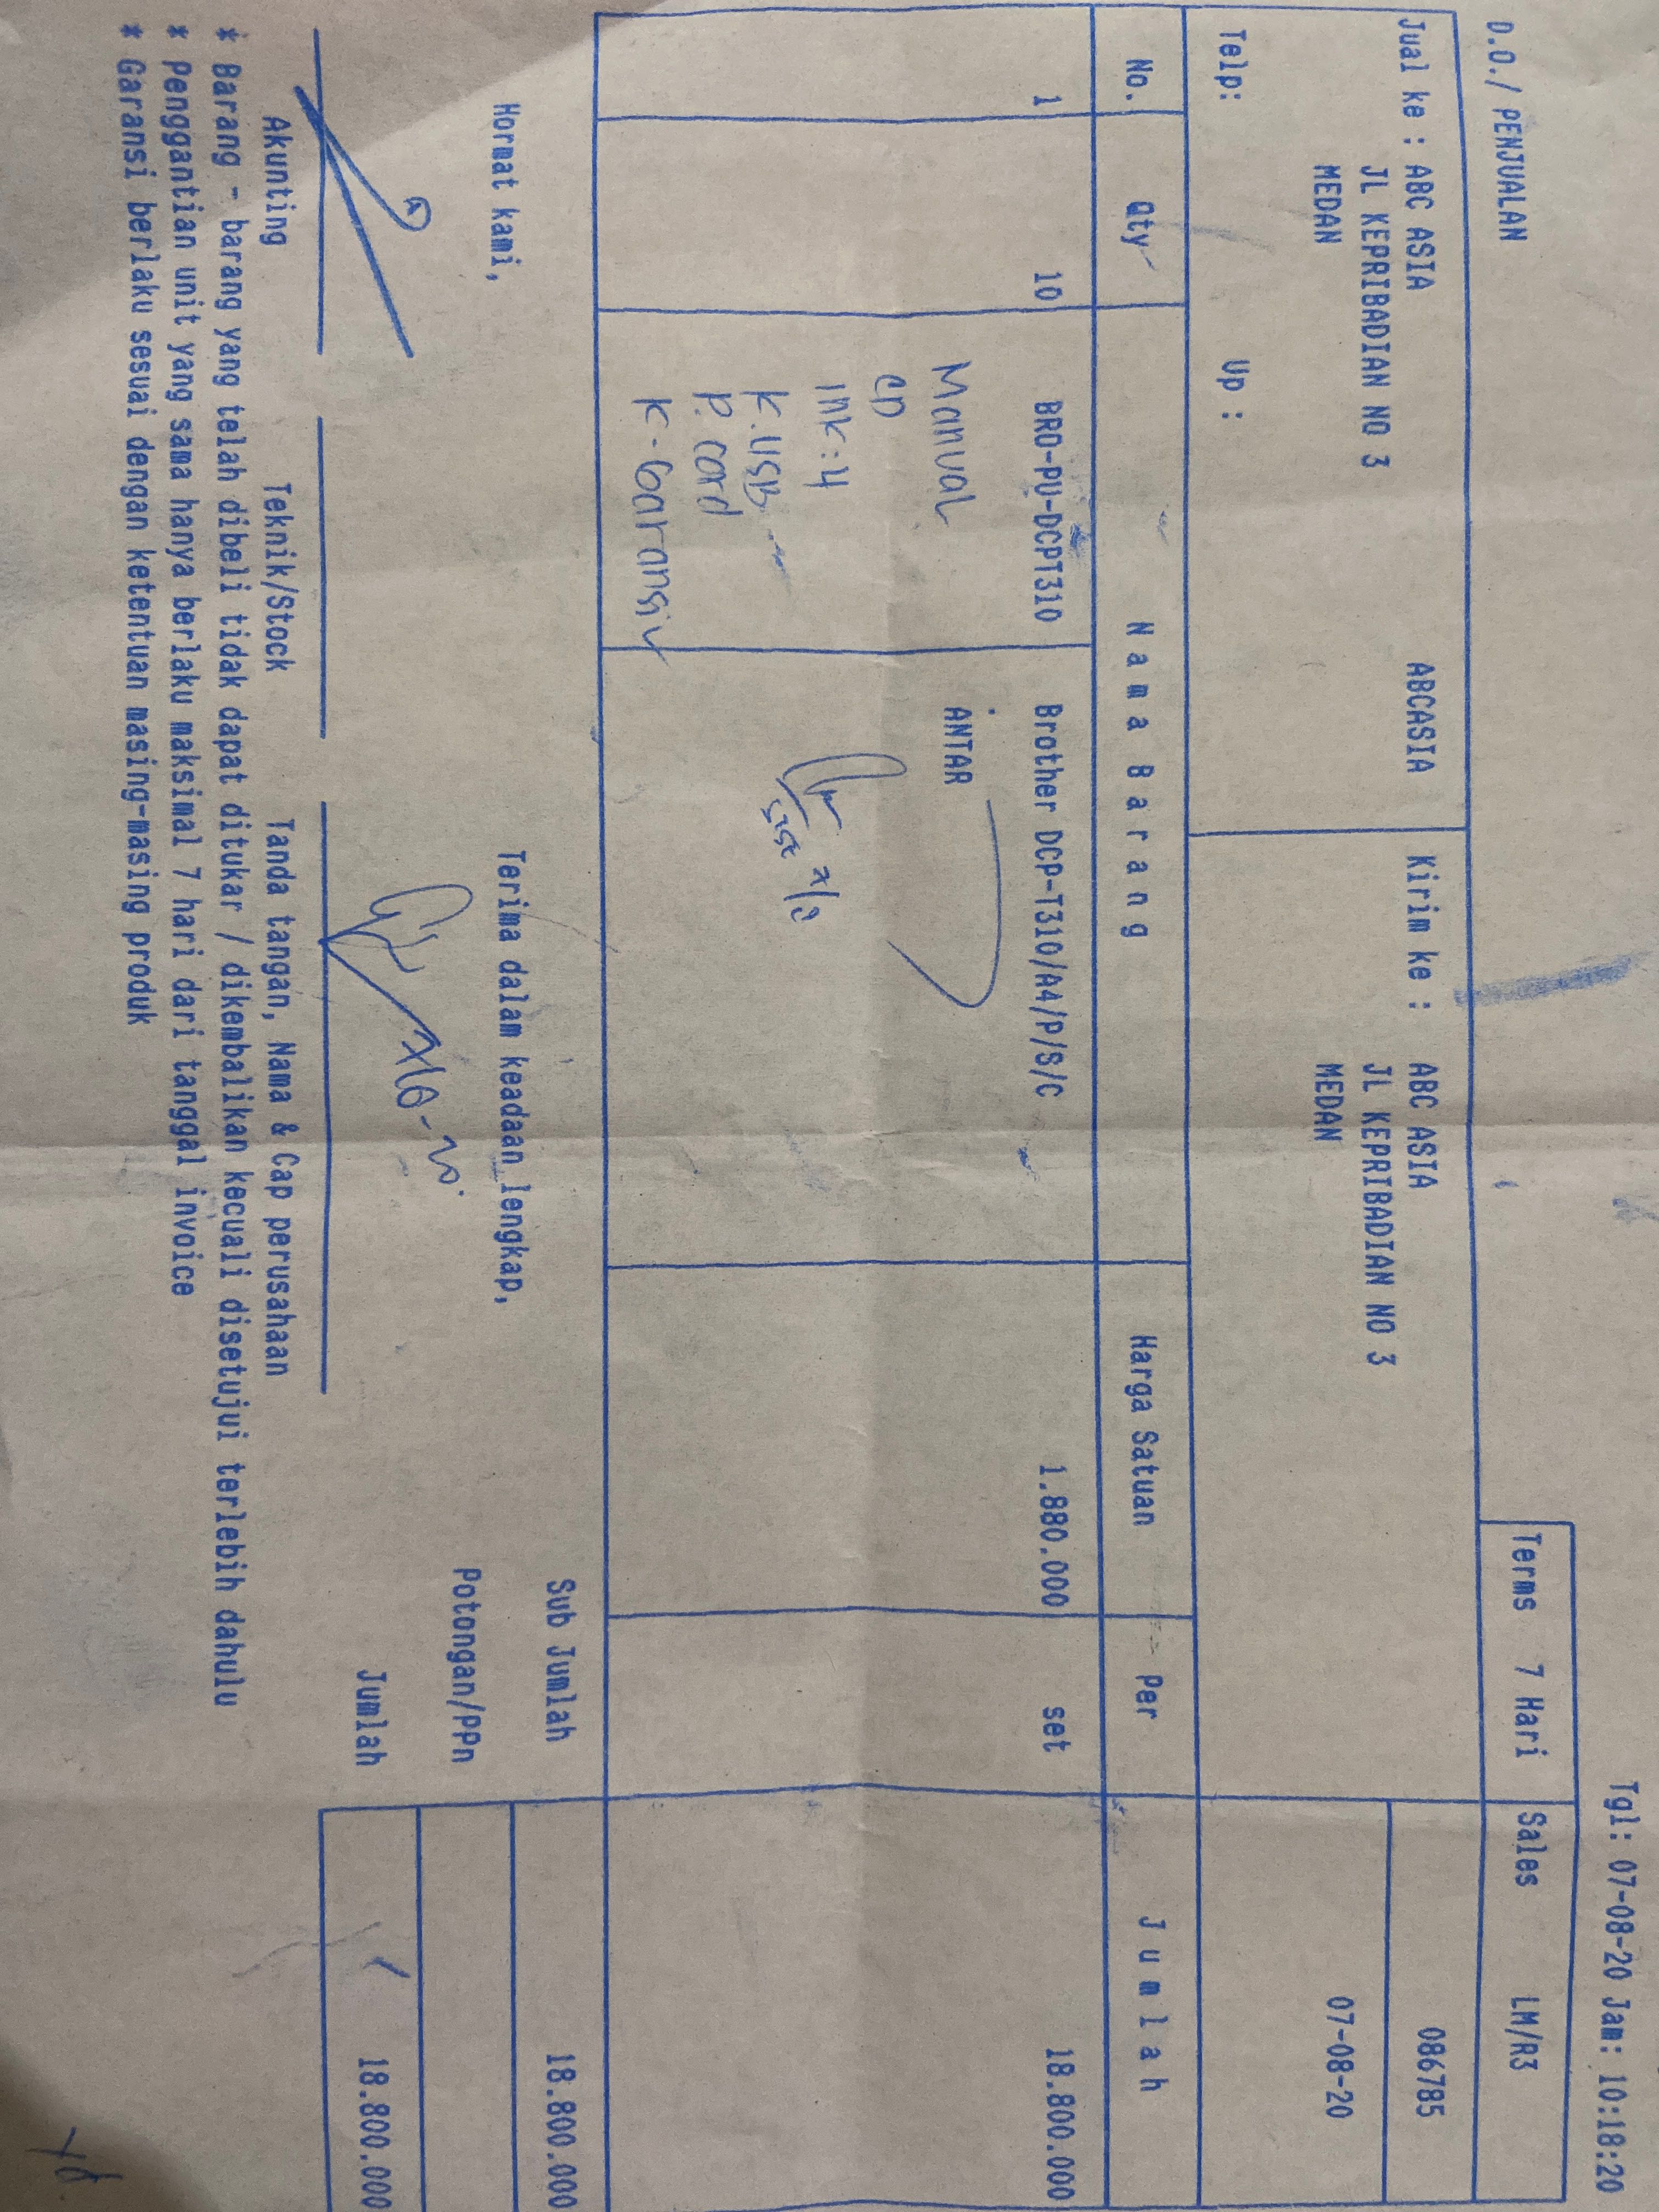 Tgl: 07-08-20 Jam: 10:18:20
D.O./ PENJUALAN
Terms 7 Hari Sales LM/R3
Jual ke : ABC ASIA ABCASIA Kirim ke : ABC ASIA 086785
JL KEPRIBADIAN NO 3 JL KEPRIBADIAN NO 3
MEDAN MEDAN 07-08-20
Telp: Up :
No. Qty Nama Barang Harga Satuan Per Jumlah
1 10 BRO-PU-DCPT310 Brother DCP-T310/A4/P/S/C 1.880.000 set 18.800.000
Manual ANTAR
CD
Ink: 4
K.USB
P. cord
K-Garansi
Sub Jumlah 18.800.000
Hormat kami, Terima dalam keadaan lengkap,
Potongan/PPn
Jumlah 18.800.000
Akunting Teknik/Stock Tanda tangan, Nama & Cap perusahaan
* Barang - barang yang telah dibeli tidak dapat ditukar / dikembalikan kecuali disetujui terlebih dahulu
* Penggantian unit yang sama hanya berlaku maksimal 7 hari dari tanggal invoice
* Garansi berlaku sesuai dengan ketentuan masing-masing produk